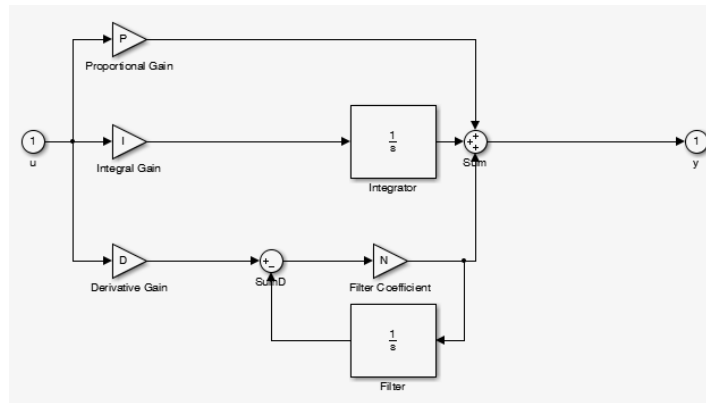 P
Proportional Gain
1
u
I
Integral Gain
1
s
Integrator
+
+
+
Sum
1
y
D
Derivative Gain
+
−
SumD
N
Filter Coefficient
1
s
Filter